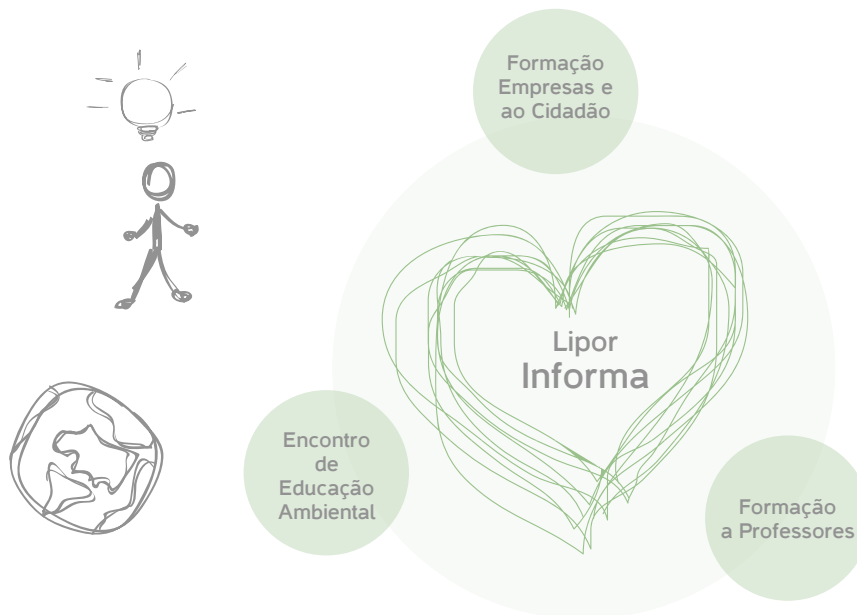 Formação
Empresas e
ao Cidadão
Lipor
Informa
Encontro
de
Educação
Ambiental
Formação
a Professores